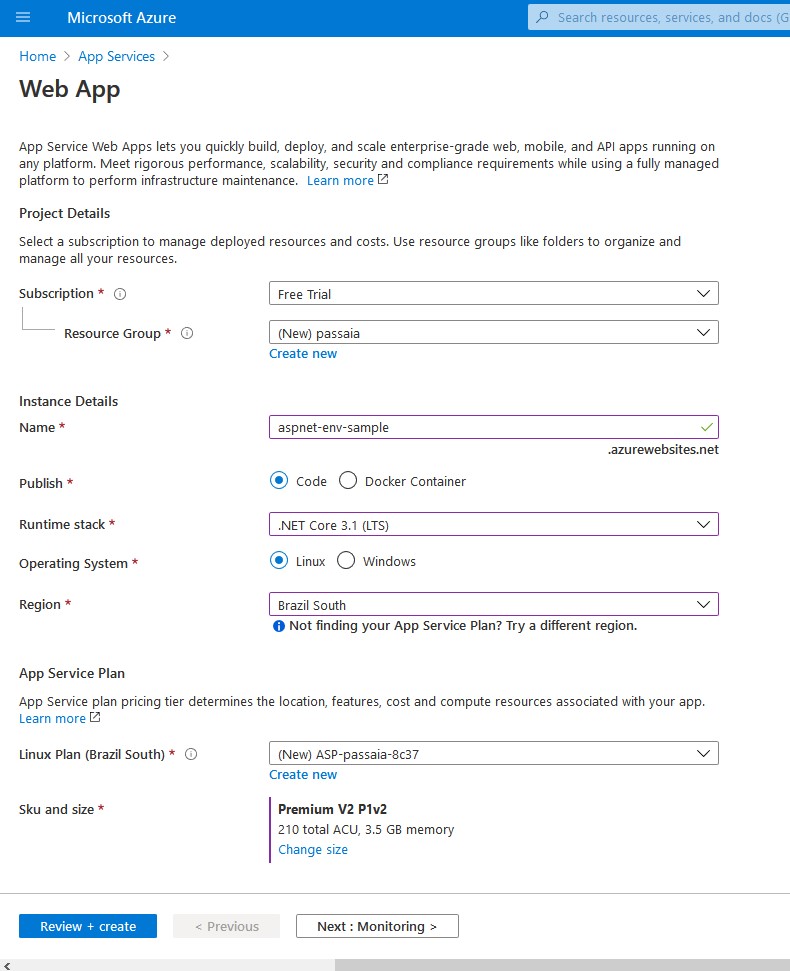 Microsoft Azure
Search resources, services, and docs (G
Home > App Services >
Web App
App Service Web Apps lets you quickly build, deploy, and scale enterprise-grade web, mobile, and API apps running on
any platform. Meet rigorous performance, scalability, security and compliance requirements while using a fully managed
platform to perform infrastructure maintenance. Learn more
Project Details
Select a subscription to manage deployed resources and costs. Use resource groups like folders to organize and
manage all your resources.
Subscription *
Free Trial
Resource Group *
(New) passaia
Create new
Instance Details
Name *
aspnet-env-sample
.azurewebsites.net
Publish *
Code
Docker Container
Runtime stack *
.NET Core 3.1 (LTS)
Operating System *
Linux
Windows
Region *
Brazil South
Not finding your App Service Plan? Try a different region.
App Service Plan
App Service plan pricing tier determines the location, features, cost and compute resources associated with your app.
Learn more
Linux Plan (Brazil South) *
(New) ASP-passaia-8c37
Create new
Sku and size *
Premium V2 P1v2
210 total ACU, 3.5 GB memory
Change size
Review + create
< Previous
Next : Monitoring >